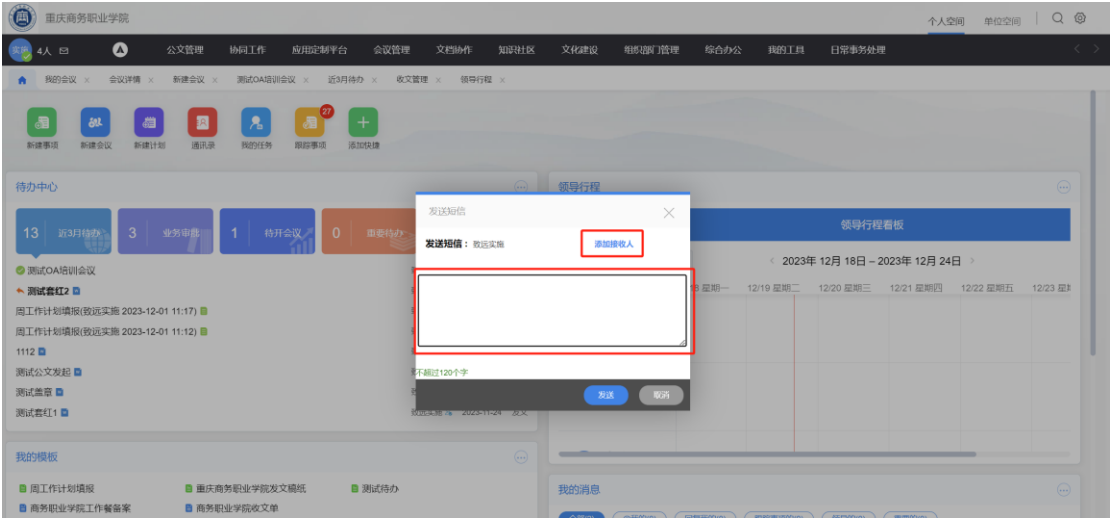 重庆商务职业学院
个人空间 单位空间
4人 公文管理 协同工作 应用定制平台 会议管理 文档协作 知识社区 文化建设 组织部门管理 综合办公 我的工具 日常事务处理
我的会议 × 会议详情 × 新建会议 × 测试OA培训会议 × 近3月待办 × 收文管理 × 领导行程 ×
27
新建事项 新建会议 新建计划 通讯录 我的任务 跟踪事项 添加快捷
待办中心
领导行程
发送短信
13 近3月待办 3 业务审批 1 待开会议 0 重要待办
领导行程看板
发送短信： 致远实施 添加接收人
测试OA培训会议
2023年 12月 18日 – 2023年 12月 24日
测试套红2
星期一 12/19 星期二 12/20 星期三 12/21 星期四 12/22 星期五 12/23
周工作计划填报(致远实施 2023-12-01 11:17)
周工作计划填报(致远实施 2023-12-01 11:12)
1112
测试公文发起
不超过120个字
测试盖章
发送 取消
测试套红1 致远实施 2023-11-24 发文
我的模板
周工作计划填报 重庆商务职业学院发文稿纸 测试待办
我的消息
商务职业学院工作餐备案 商务职业学院收文单